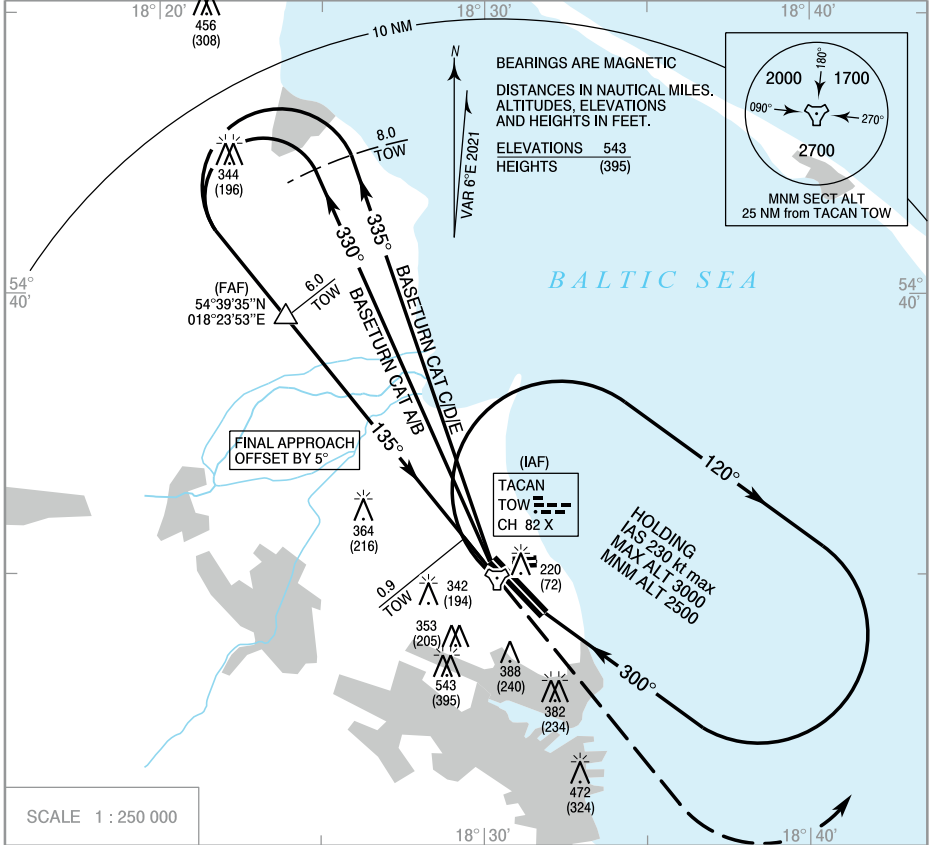 18°20'
18°30'
18°40'
456
(308)
10 NM
N
VAR 6°E 2021
BEARINGS ARE MAGNETIC
DISTANCES IN NAUTICAL MILES.
ALTITUDES, ELEVATIONS
AND HEIGHTS IN FEET.
ELEVATIONS 543
HEIGHTS (395)
180°
2000 1700
090° 270°
2700
MNM SECT ALT
25 NM from TACAN TOW
8.0
TOW
344
(196)
330°
335°
BASETURN CAT A/B
BASETURN CAT C/D/E
54°
40'
54°
40'
BALTIC SEA
(FAF)
54°39'35"N
018°23'53"E
6.0
TOW
135°
FINAL APPROACH
OFFSET BY 5°
120°
(IAF)
TACAN
TOW
CH 82 X
364
(216)
HOLDING
IAS 230 kt max
MAX ALT 3000
MNM ALT 2500
220
(72)
0.9
TOW
342
(194)
353
(205)
543
(395)
388
(240)
382
(234)
300°
472
(324)
SCALE 1 : 250 000
18°30'
18°40'